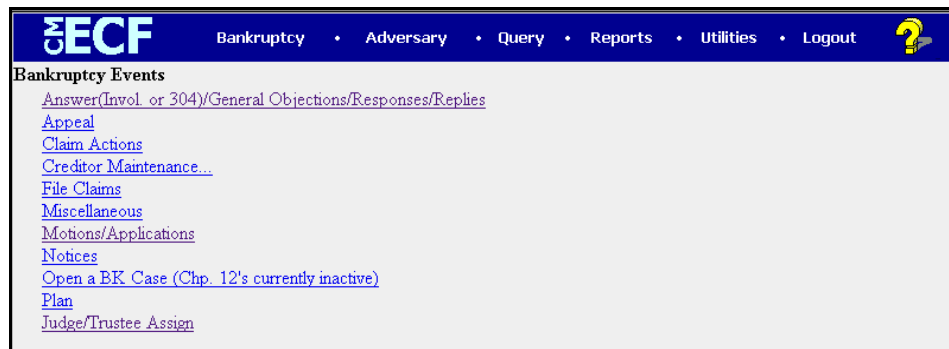 CM ECF Bankruptcy • Adversary • Query • Reports • Utilities • Logout ?
Bankruptcy Events
Answer(Invol. or 304)/General Objections/Responses/Replies
Appeal
Claim Actions
Creditor Maintenance...
File Claims
Miscellaneous
Motions/Applications
Notices
Open a BK Case (Chp. 12's currently inactive)
Plan
Judge/Trustee Assign